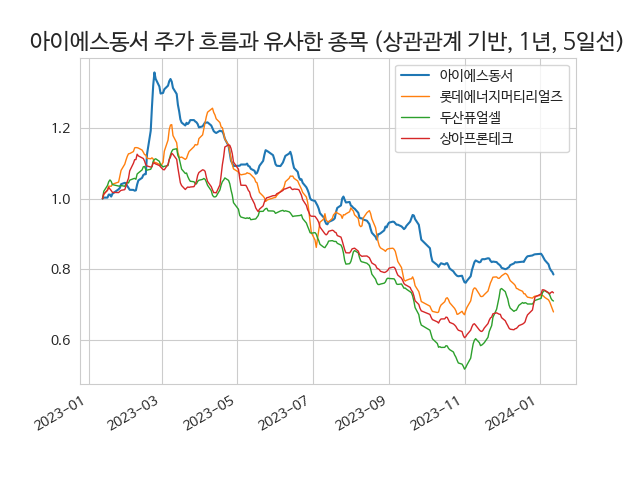 아이에스동서 주가 흐름과 유사한 종목 (상관관계 기반, 1년, 5일선)
아이에스동서
롯데에너지머티리얼즈
두산퓨얼셀
상아프론테크
1.2
1.0
0.8
0.6
2023-01
2023-03
2023-05
2023-07
2023-09
2023-11
2024-01